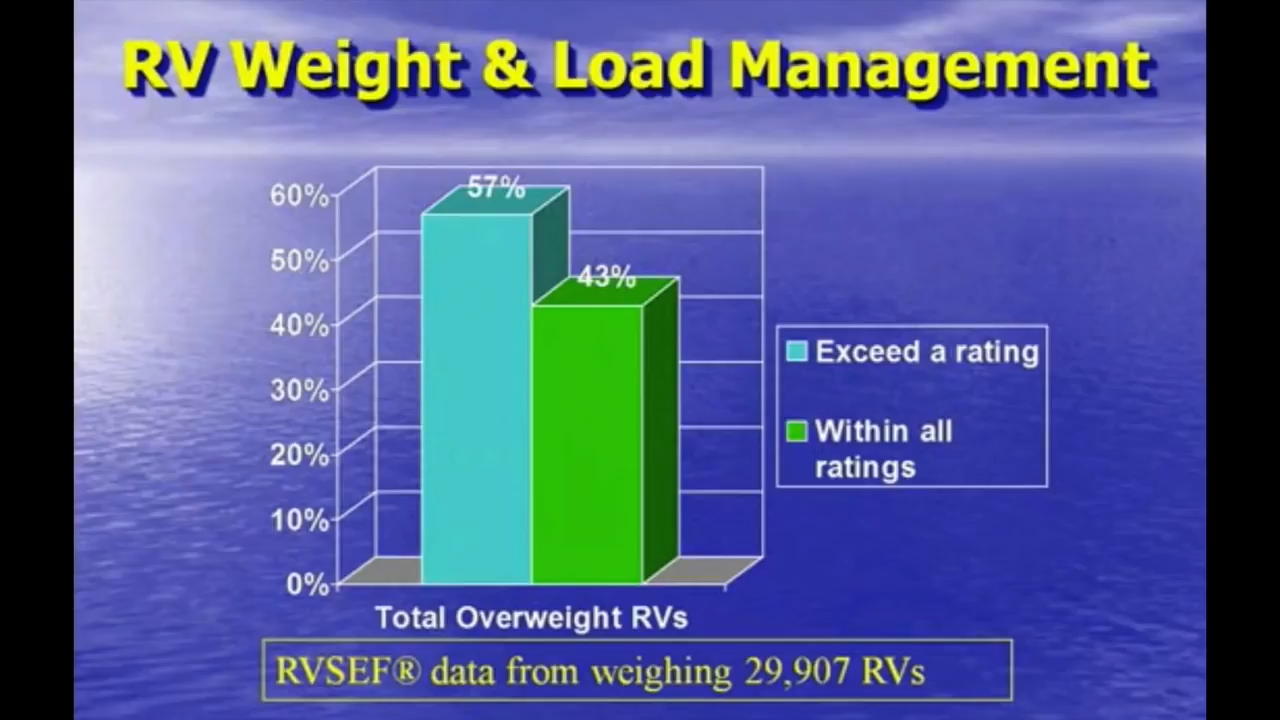 RV Weight & Load Management
60%
50%
40%
30%
20%
10%
0%
57%
43%
Exceed a rating
Within all
ratings
Total Overweight RVs
RVSEF® data from weighing 29,907 RVs